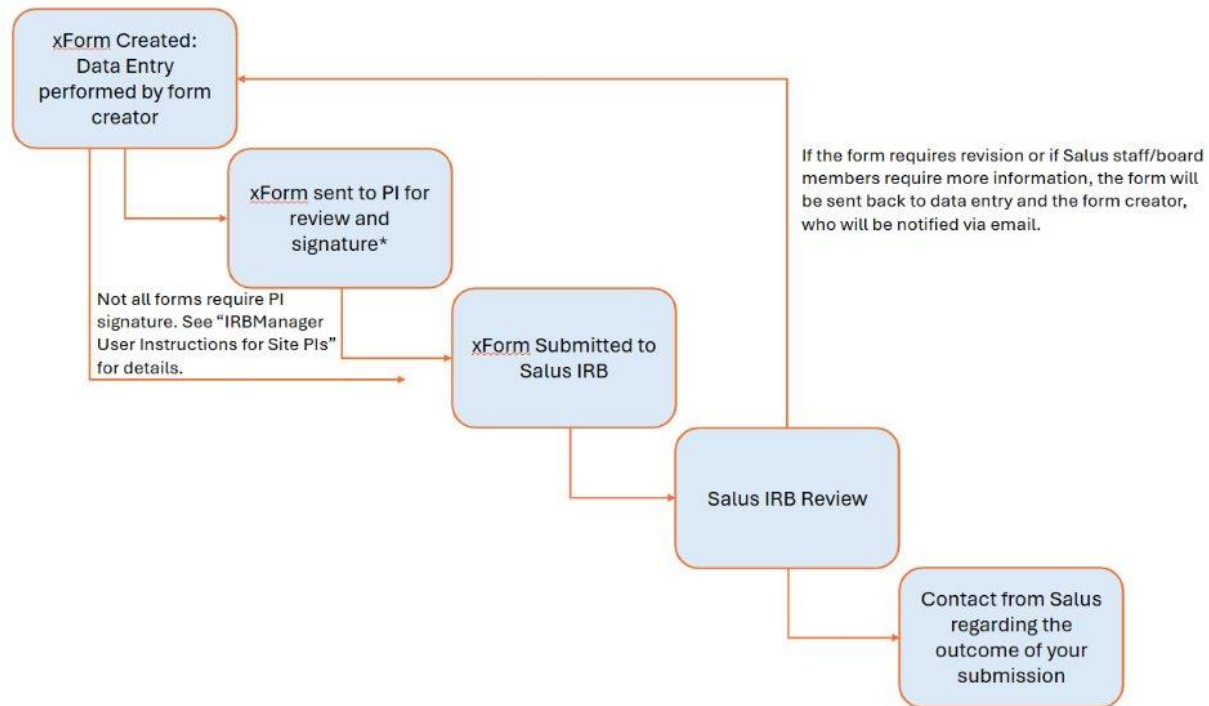 xForm Created:
Data Entry
performed by form
creator
xForm sent to PI for
review and
signature*
Not all forms require PI
signature. See “IRBManager
User Instructions for Site PIs”
for details.
xForm Submitted to
Salus IRB
Salus IRB Review
If the form requires revision or if Salus staff/board
members require more information, the form will
be sent back to data entry and the form creator,
who will be notified via email.
Contact from Salus
regarding the
outcome of your
submission